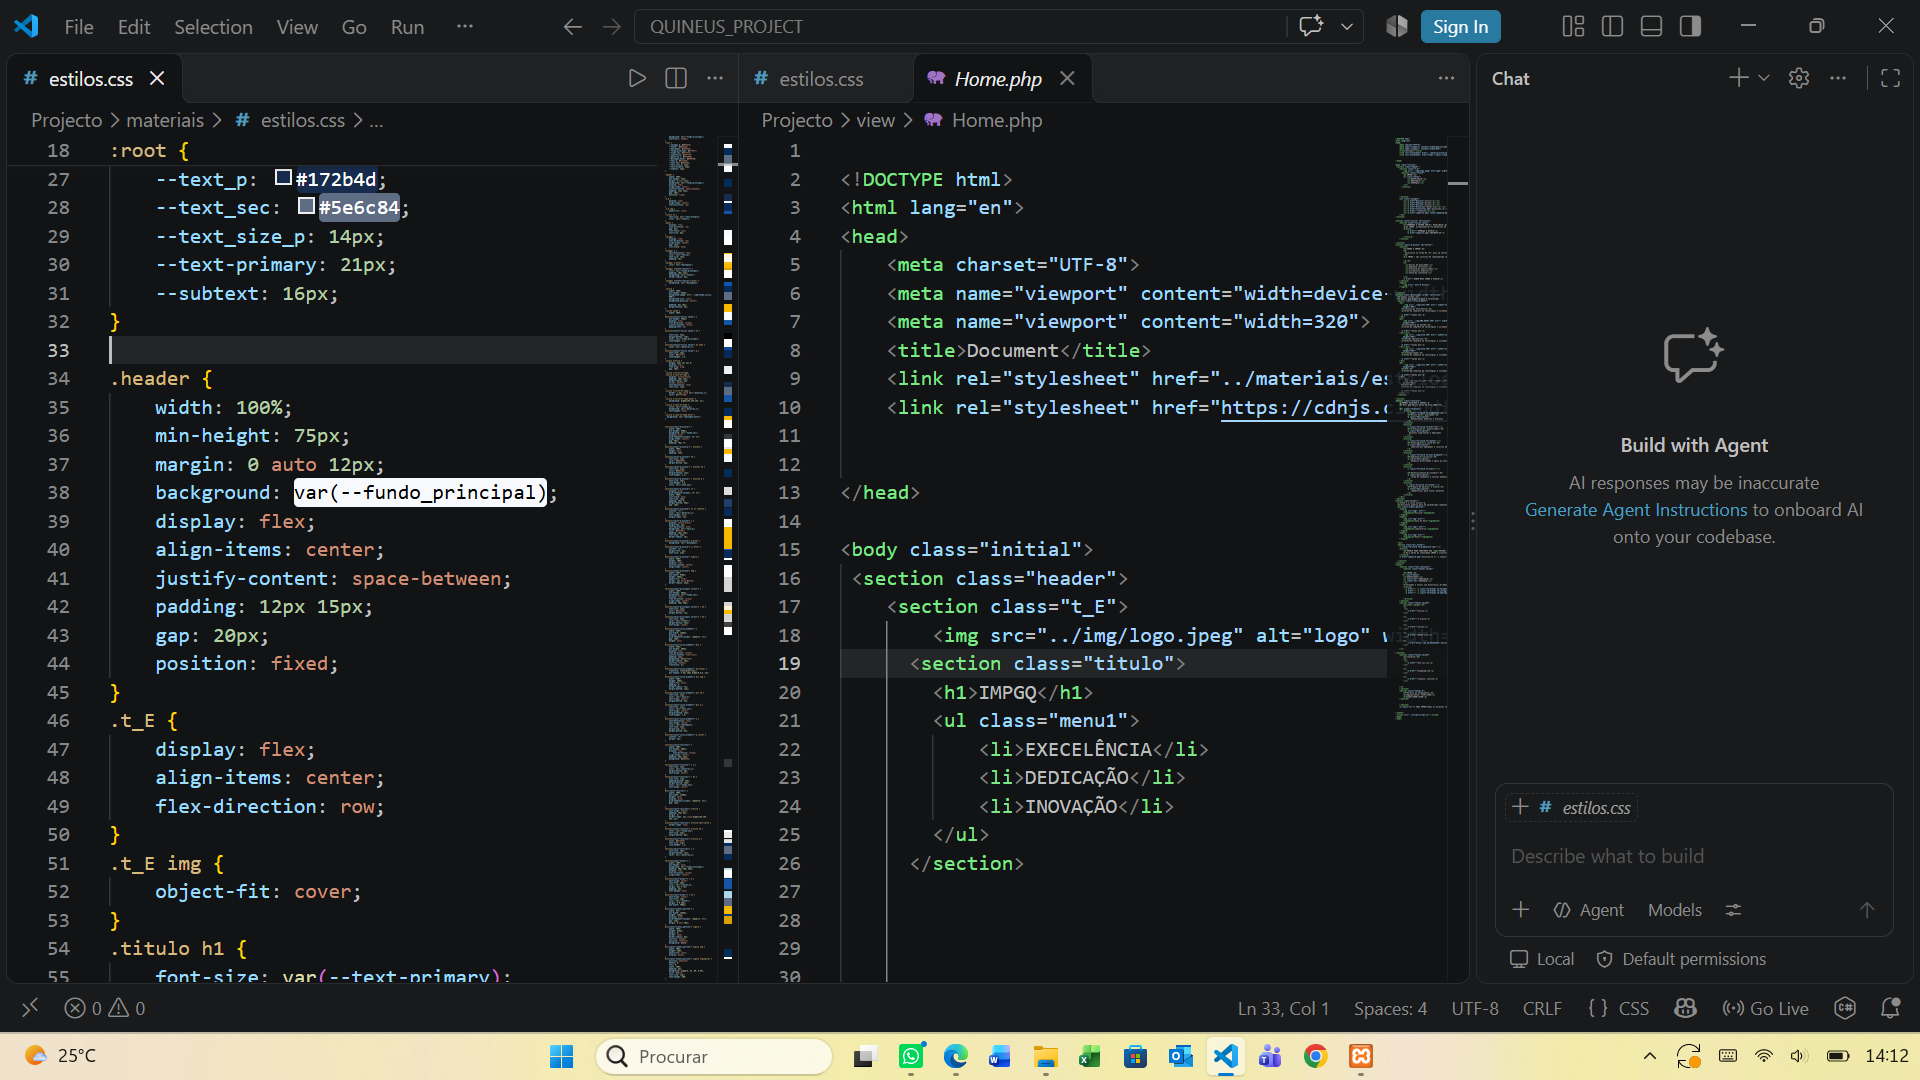 File Edit Selection View Go Run ···
QUINEUS_PROJECT
Sign In
# estilos.css
Projecto > materiais > # estilos.css > ...
18 :root {
27 --text_p: #172b4d;
28 --text_sec: #5e6c84;
29 --text_size_p: 14px;
30 --text-primary: 21px;
31 --subtext: 16px;
32 }
33
34 .header {
35 width: 100%;
36 min-height: 75px;
37 margin: 0 auto 12px;
38 background: var(--fundo_principal);
39 display: flex;
40 align-items: center;
41 justify-content: space-between;
42 padding: 12px 15px;
43 gap: 20px;
44 position: fixed;
45 }
46 .t_E {
47 display: flex;
48 align-items: center;
49 flex-direction: row;
50 }
51 .t_E img {
52 object-fit: cover;
53 }
54 .titulo h1 {
55 font-size: var(--text-primary);
# estilos.css
Home.php
Projecto > view > Home.php
1
2 <!DOCTYPE html>
3 <html lang="en">
4 <head>
5 <meta charset="UTF-8">
6 <meta name="viewport" content="width=device-
7 <meta name="viewport" content="width=320">
8 <title>Document</title>
9 <link rel="stylesheet" href="../materiais/es
10 <link rel="stylesheet" href="https://cdnjs.c
11
12
13 </head>
14
15 <body class="initial">
16 <section class="header">
17 <section class="t_E">
18 <img src="../img/logo.jpeg" alt="logo" w
19 <section class="titulo">
20 <h1>IMPGQ</h1>
21 <ul class="menu1">
22 <li>EXECELÊNCIA</li>
23 <li>DEDICAÇÃO</li>
24 <li>INOVAÇÃO</li>
25 </ul>
26 </section>
27
28
29
30
Chat
Build with Agent
AI responses may be inaccurate
Generate Agent Instructions to onboard AI
onto your codebase.
# estilos.css
Describe what to build
Agent Models
Local Default permissions
0 0
Ln 33, Col 1 Spaces: 4 UTF-8 CRLF { } CSS Go Live
25°C
Procurar
14:12